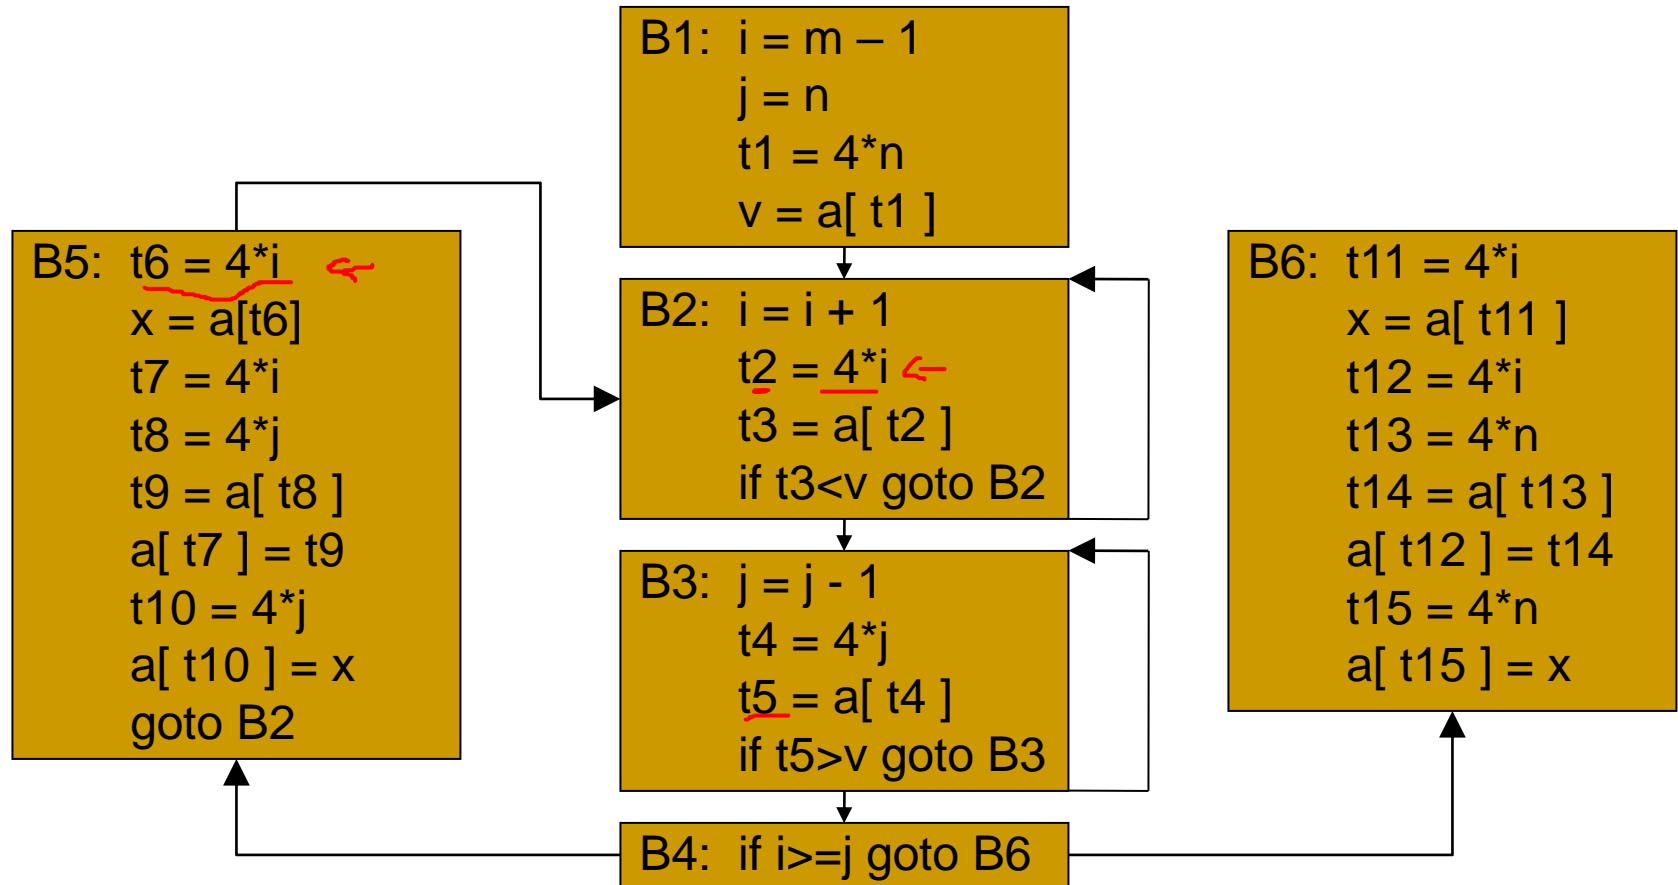 B1: i = m – 1
j = n
t1 = 4*n
v = a[ t1 ]
B5: t6 = 4*i
x = a[t6]
t7 = 4*i
t8 = 4*j
t9 = a[ t8 ]
a[ t7 ] = t9
t10 = 4*j
a[ t10 ] = x
goto B2
B2: i = i + 1
t2 = 4*i
t3 = a[ t2 ]
if t3<v goto B2
B3: j = j - 1
t4 = 4*j
t5 = a[ t4 ]
if t5>v goto B3
B4: if i>=j goto B6
B6: t11 = 4*i
x = a[ t11 ]
t12 = 4*i
t13 = 4*n
t14 = a[ t13 ]
a[ t12 ] = t14
t15 = 4*n
a[ t15 ] = x